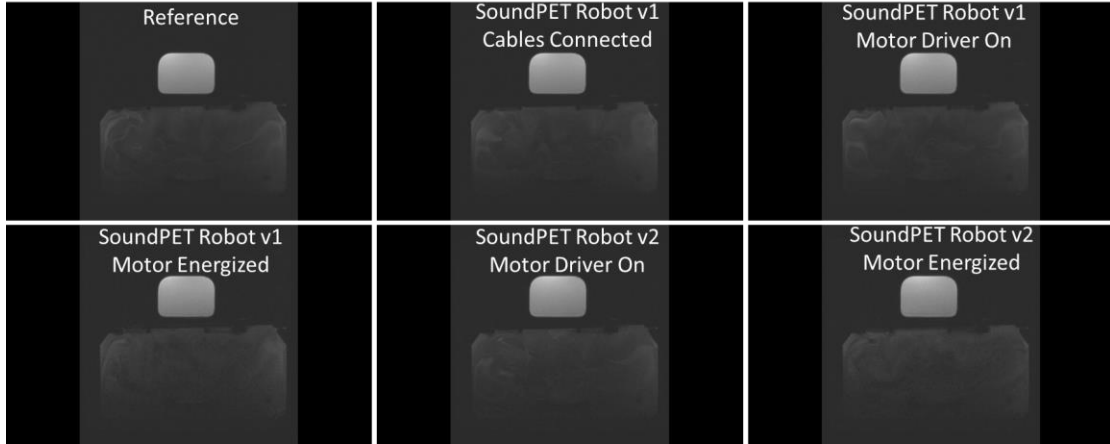 Reference
SoundPET Robot v1
Cables Connected
SoundPET Robot v1
Motor Driver On
SoundPET Robot v1
Motor Energized
SoundPET Robot v2
Motor Driver On
SoundPET Robot v2
Motor Energized